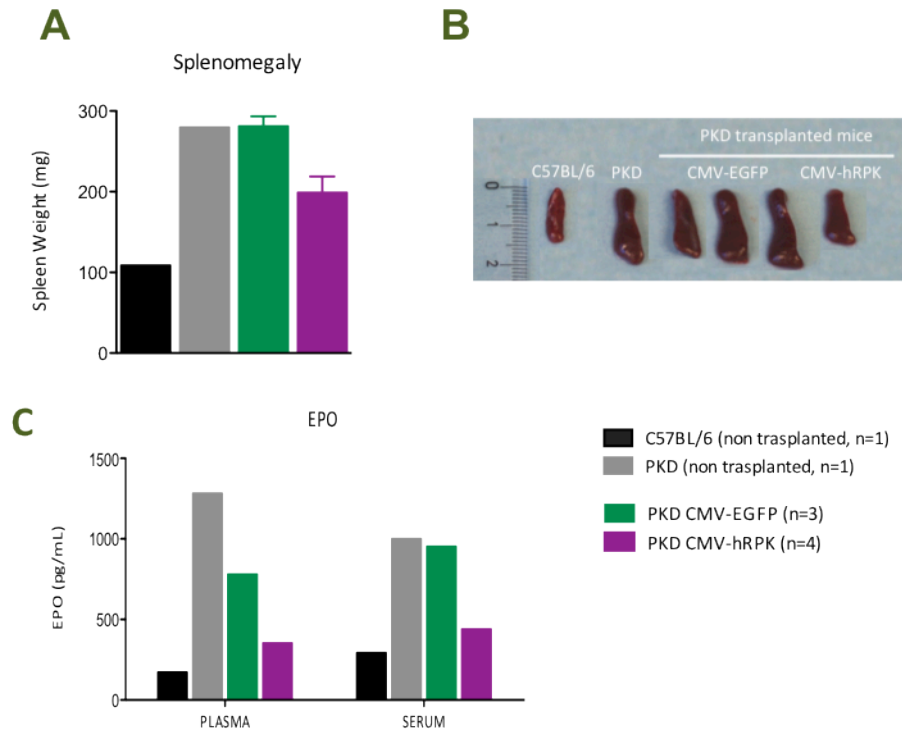 A
Splenomegaly
Spleen Weight (mg)
300
200
100
0
B
PKD transplanted mice
C57BL/6 PKD CMV-EGFP CMV-hRPK
0
1
2
C
EPO
EPO (pg/mL)
1500
1000
500
0
PLASMA SERUM
C57BL/6 (non trasplanted, n=1)
PKD (non trasplanted, n=1)
PKD CMV-EGFP (n=3)
PKD CMV-hRPK (n=4)